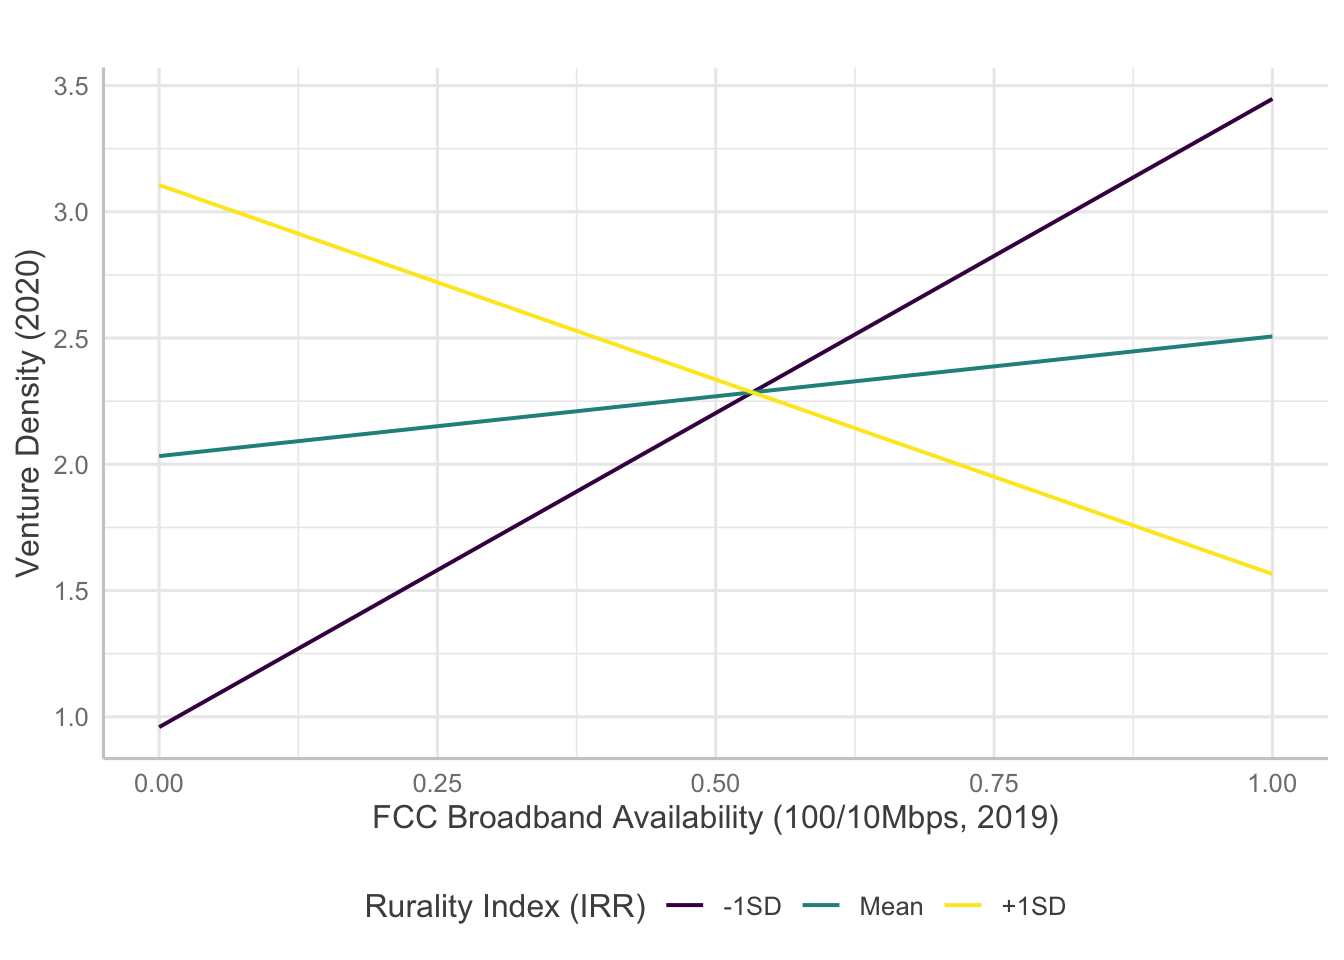 3.5
3.0
2.5
2.0
1.5
1.0
Venture Density (2020)
0.00 0.25 0.50 0.75 1.00
FCC Broadband Availability (100/10Mbps, 2019)
Rurality Index (IRR) -1SD Mean +1SD